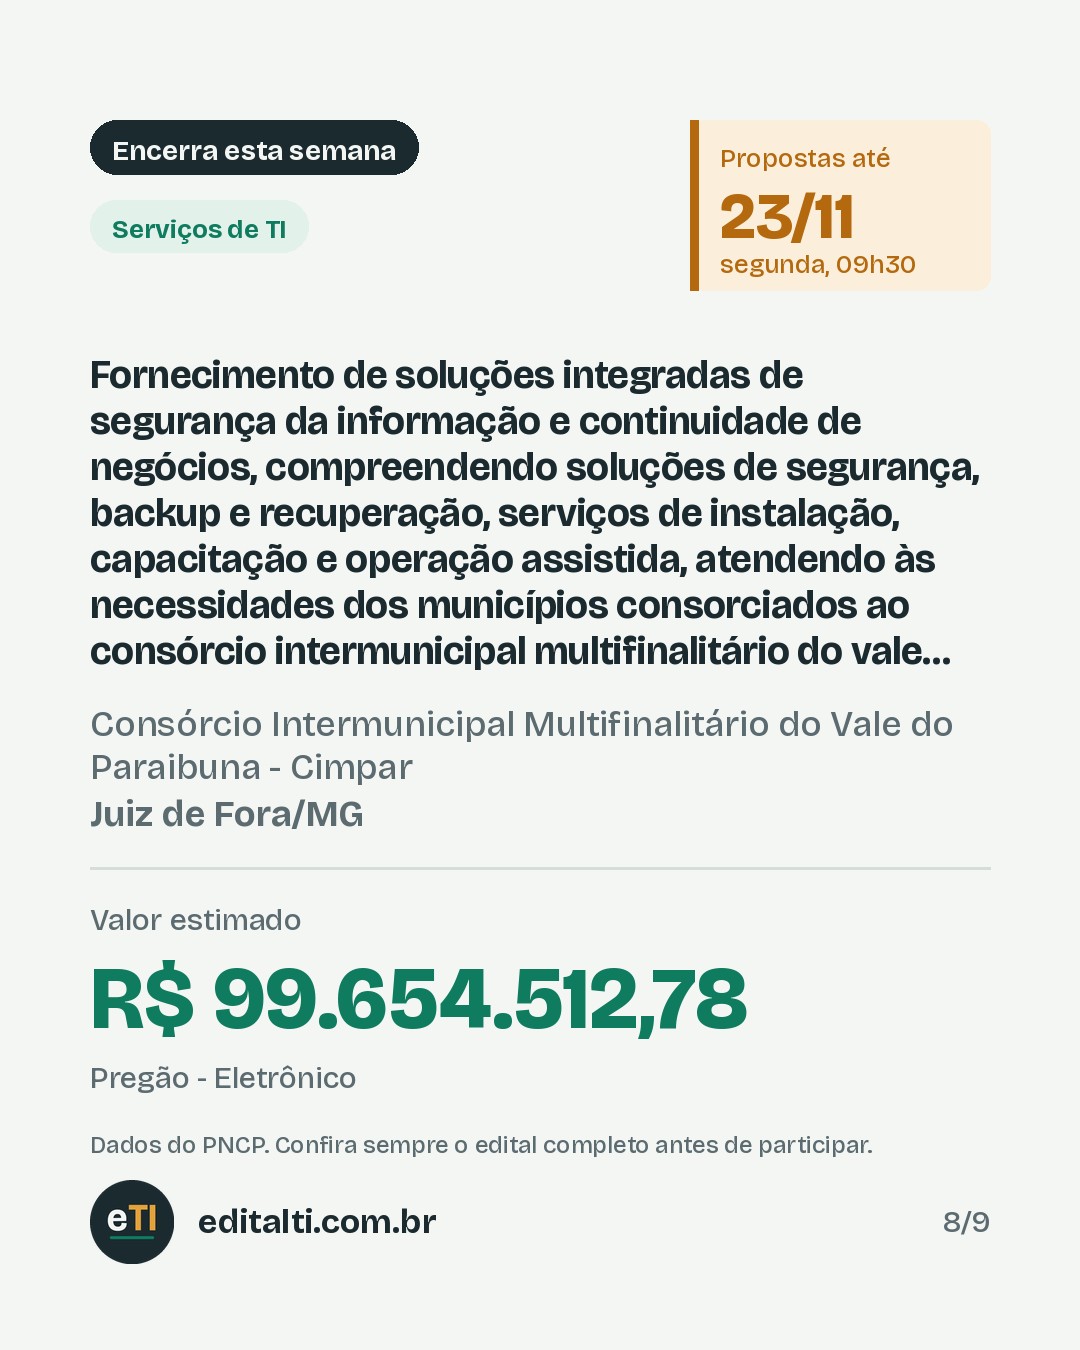 Encerra esta semana
Serviços de TI
Propostas até
23/11
segunda, 09h30
Fornecimento de soluções integradas de
segurança da informação e continuidade de
negócios, compreendendo soluções de segurança,
backup e recuperação, serviços de instalação,
capacitação e operação assistida, atendendo às
necessidades dos municípios consorciados ao
consórcio intermunicipal multifinalitário do vale...
Consórcio Intermunicipal Multifinalitário do Vale do
Paraibuna - Cimpar
Juiz de Fora/MG
Valor estimado
R$ 99.654.512,78
Pregão - Eletrônico
Dados do PNCP. Confira sempre o edital completo antes de participar.
eTI
editalti.com.br
8/9